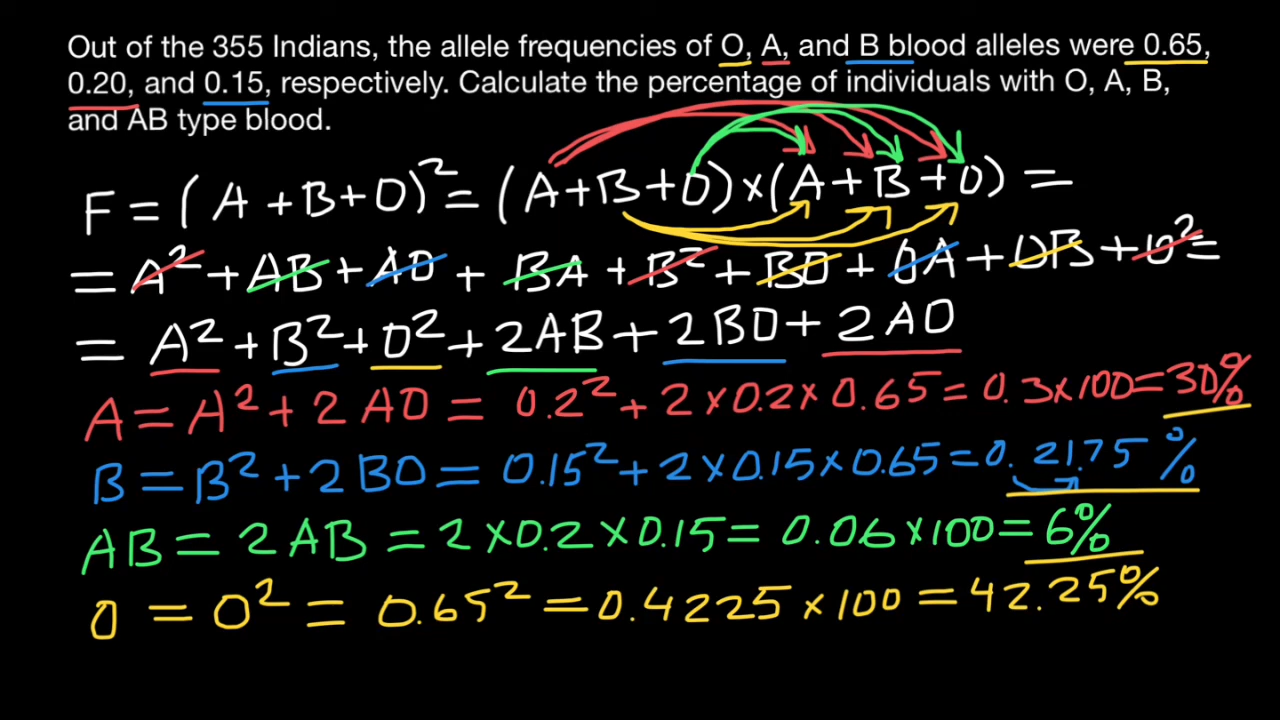 Out of the 355 Indians, the allele frequencies of O, A, and B blood alleles were 0.65,
0.20, and 0.15, respectively. Calculate the percentage of individuals with O, A, B,
and AB type blood.
F = (A + B + O)² = (A + B + O) × (A + B + O) =
= A² + AB + AO + BA + B² + BO + OA + OB + O² =
= A² + B² + O² + 2AB + 2BO + 2AO
A = A² + 2AO = 0.2² + 2 × 0.2 × 0.65 = 0.3 × 100 = 30%
B = B² + 2BO = 0.15² + 2 × 0.15 × 0.65 = 0.21.75 %
AB = 2AB = 2 × 0.2 × 0.15 = 0.06 × 100 = 6%
O = O² = 0.65² = 0.4225 × 100 = 42.25%